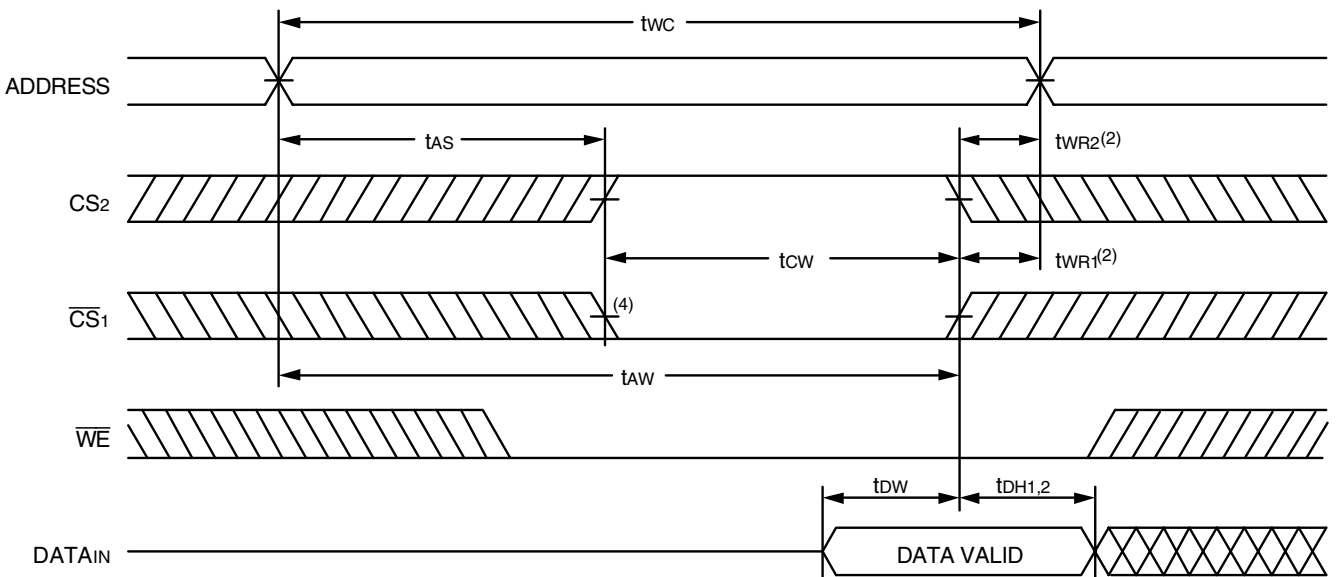 tWC
ADDRESS
tAS
tWR2(2)
CS2
tCW
tWR1(2)
CS1
(4)
tAW
WE
tDW
tDH1,2
DATAIN
DATA VALID